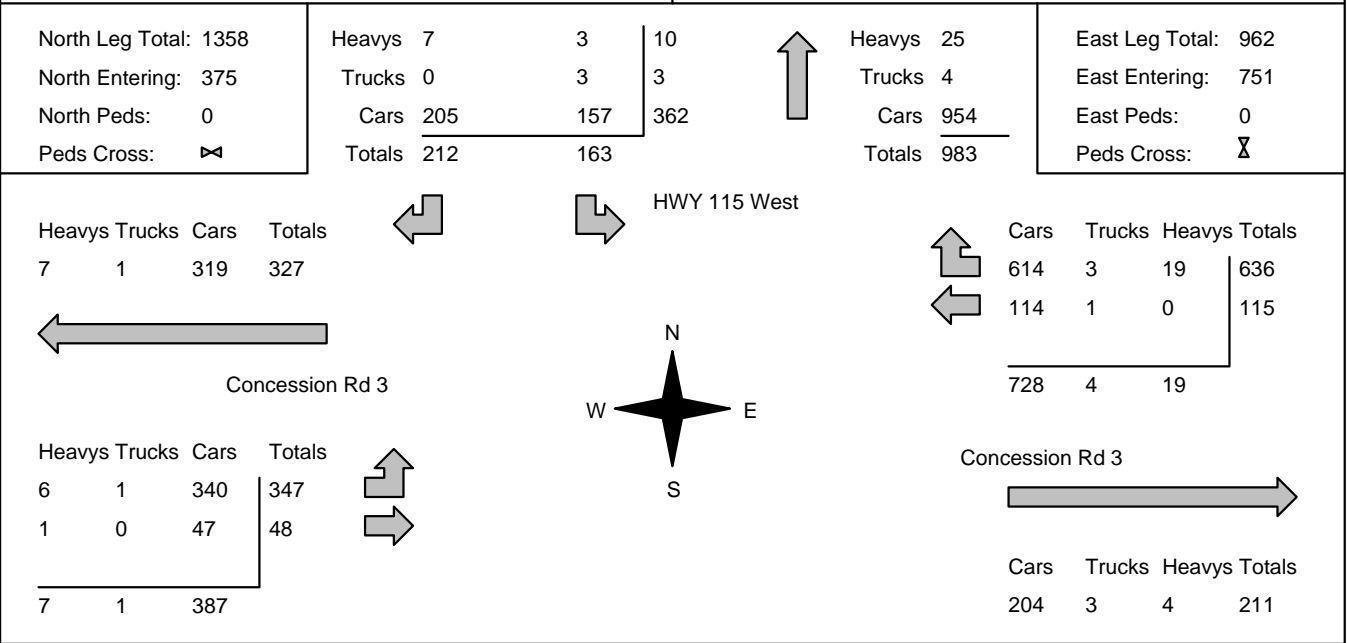 North Leg Total: 1358
North Entering: 375
North Peds: 0
Peds Cross: ⋈
Heavys 7 3 10
Trucks 0 3 3
Cars 205 157 362
Totals 212 163
Heavys 25
Trucks 4
Cars 954
Totals 983
East Leg Total: 962
East Entering: 751
East Peds: 0
Peds Cross: ⧖
HWY 115 West
Heavys Trucks Cars Totals
7 1 319 327
Cars Trucks Heavys Totals
614 3 19 636
114 1 0 115
728 4 19
Concession Rd 3
N
W E
S
Heavys Trucks Cars Totals
6 1 340 347
1 0 47 48
7 1 387
Concession Rd 3
Cars Trucks Heavys Totals
204 3 4 211